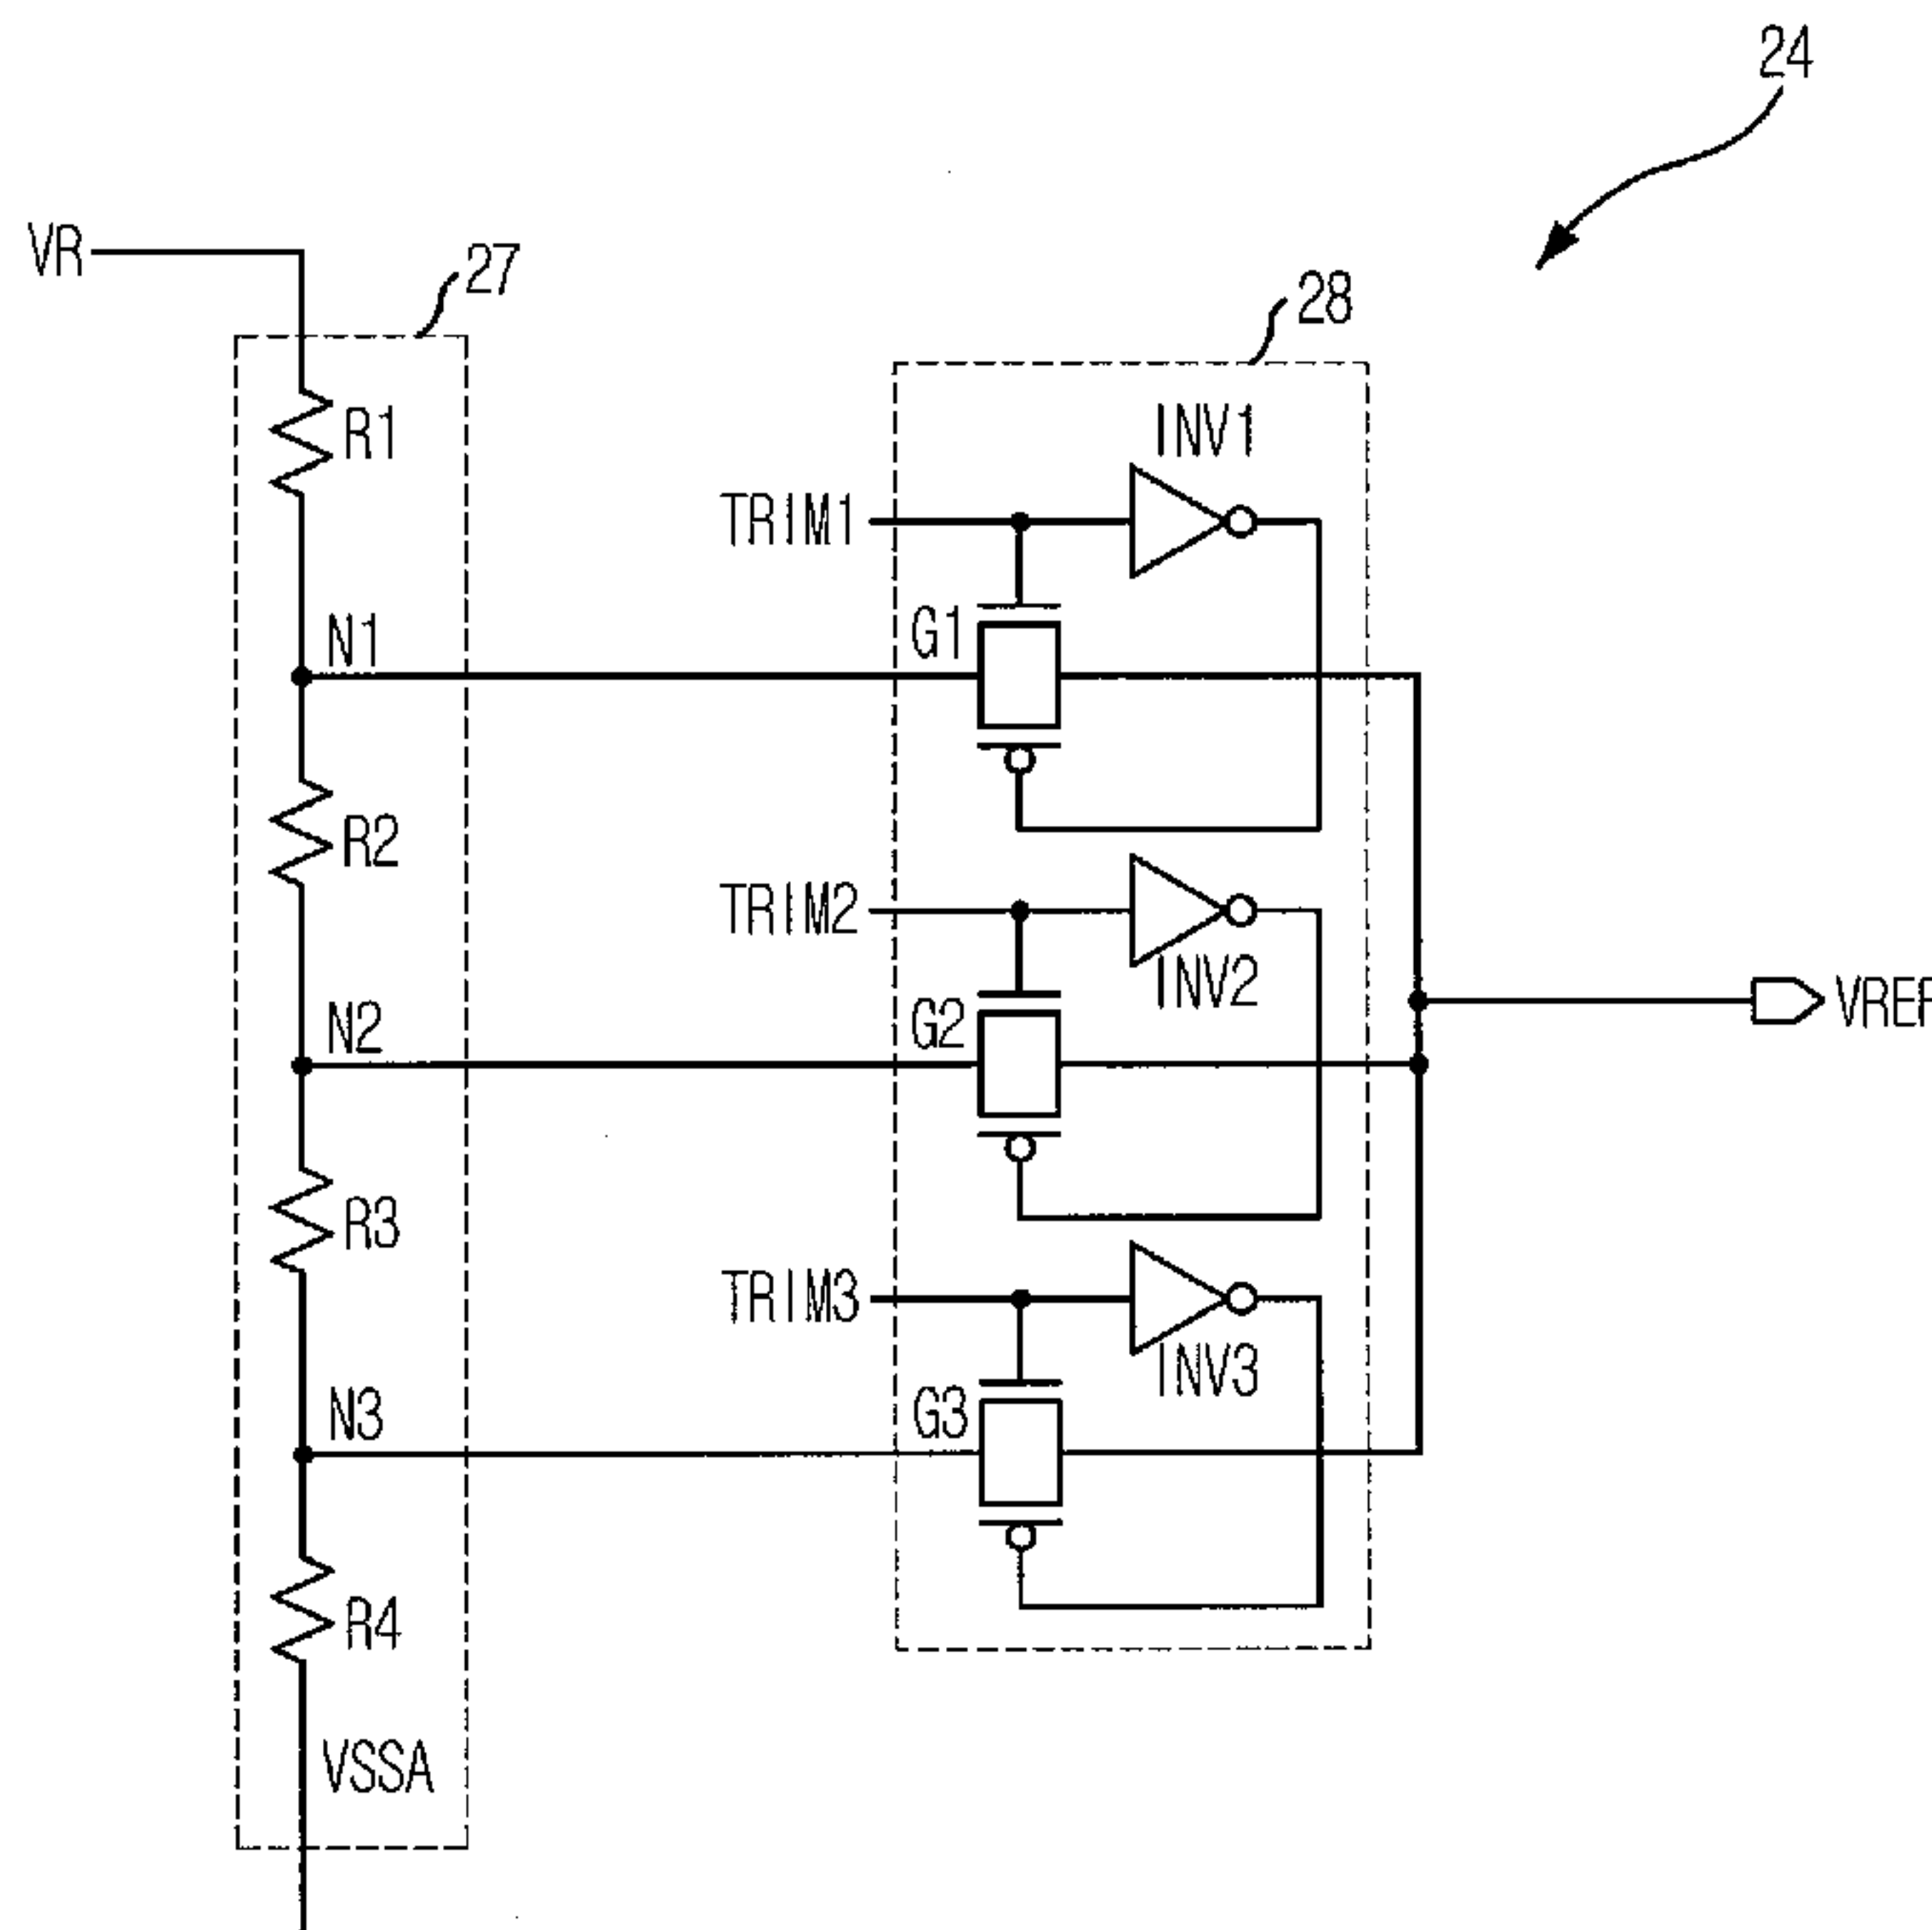 24
VR
27
28
R1
INV1
TRIM1
N1
G1
R2
TRIM2
INV2
N2
G2
VREF
R3
TRIM3
INV3
N3
G3
R4
VSSA